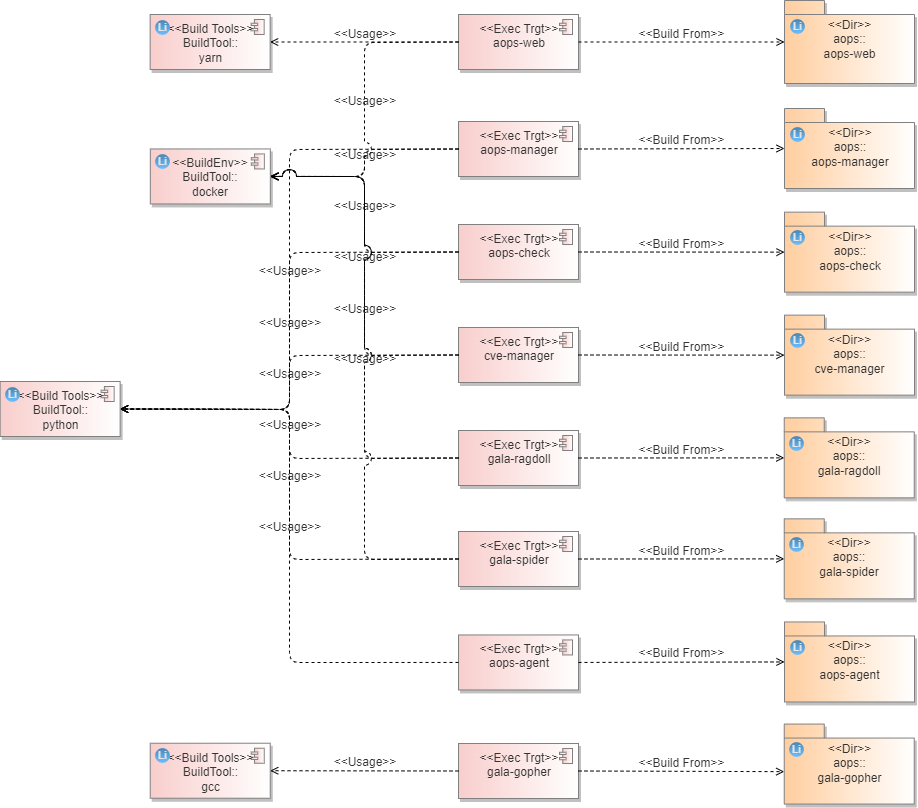 Li
<<Build Tools>>
BuildTool::
yarn
<<Usage>>
<<Exec Trgt>>
aops-web
<<Build From>>
Li
<<Dir>>
aops::
aops-web
<<Usage>>
Li
<<BuildEnv>>
BuildTool::
docker
<<Usage>>
<<Exec Trgt>>
aops-manager
<<Build From>>
Li
<<Dir>>
aops::
aops-manager
<<Usage>>
<<Usage>>
<<Usage>>
<<Exec Trgt>>
aops-check
<<Build From>>
Li
<<Dir>>
aops::
aops-check
<<Usage>>
<<Usage>>
<<Usage>>
<<Exec Trgt>>
cve-manager
<<Build From>>
Li
<<Dir>>
aops::
cve-manager
<<Usage>>
Li
<<Build Tools>>
BuildTool::
python
<<Usage>>
<<Exec Trgt>>
gala-ragdoll
<<Build From>>
Li
<<Dir>>
aops::
gala-ragdoll
<<Usage>>
<<Usage>>
<<Exec Trgt>>
gala-spider
<<Build From>>
Li
<<Dir>>
aops::
gala-spider
<<Exec Trgt>>
aops-agent
<<Build From>>
Li
<<Dir>>
aops::
aops-agent
Li
<<Build Tools>>
BuildTool::
gcc
<<Usage>>
<<Exec Trgt>>
gala-gopher
<<Build From>>
Li
<<Dir>>
aops::
gala-gopher